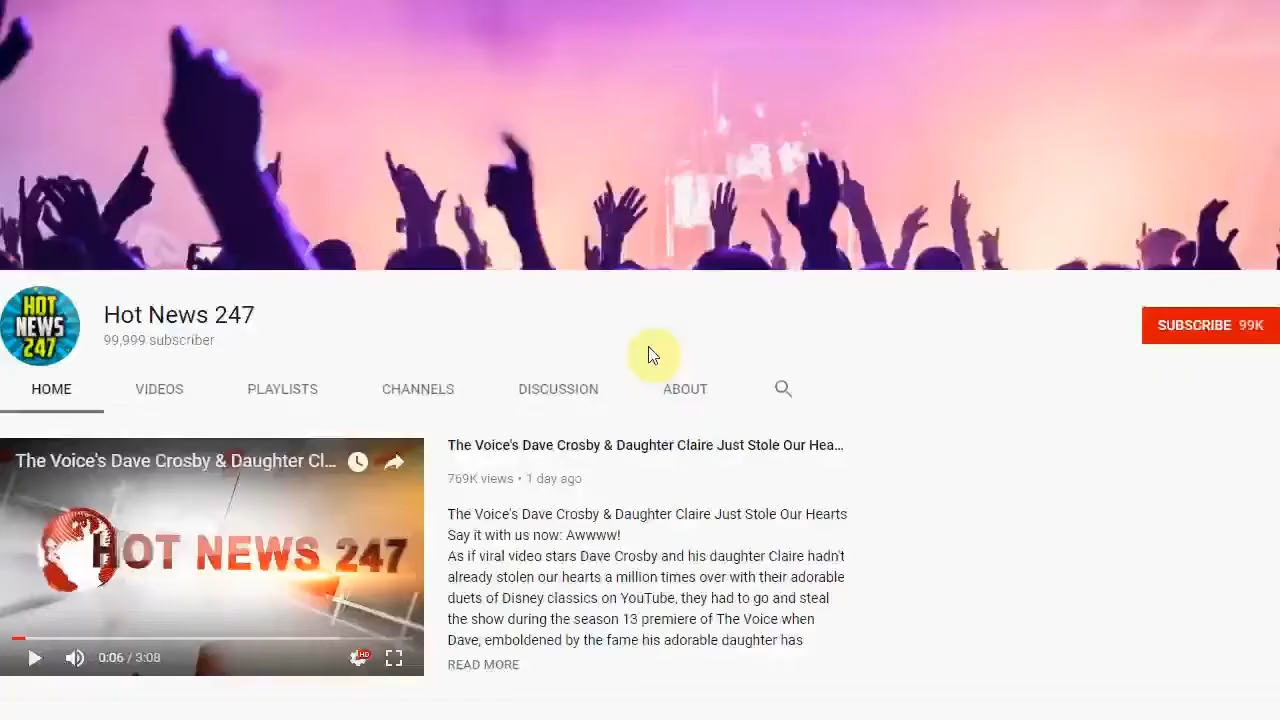 HOT
NEWS
247
Hot News 247
99,999 subscriber
SUBSCRIBE 99K
HOME VIDEOS PLAYLISTS CHANNELS DISCUSSION ABOUT
The Voice's Dave Crosby & Daughter Cl...
HOT NEWS 247
0:06 / 3:08
HD
The Voice's Dave Crosby & Daughter Claire Just Stole Our Hea...
769K views • 1 day ago
The Voice's Dave Crosby & Daughter Claire Just Stole Our Hearts
Say it with us now: Awwww!
As if viral video stars Dave Crosby and his daughter Claire hadn't
already stolen our hearts a million times over with their adorable
duets of Disney classics on YouTube, they had to go and steal
the show during the season 13 premiere of The Voice when
Dave, emboldened by the fame his adorable daughter has
READ MORE